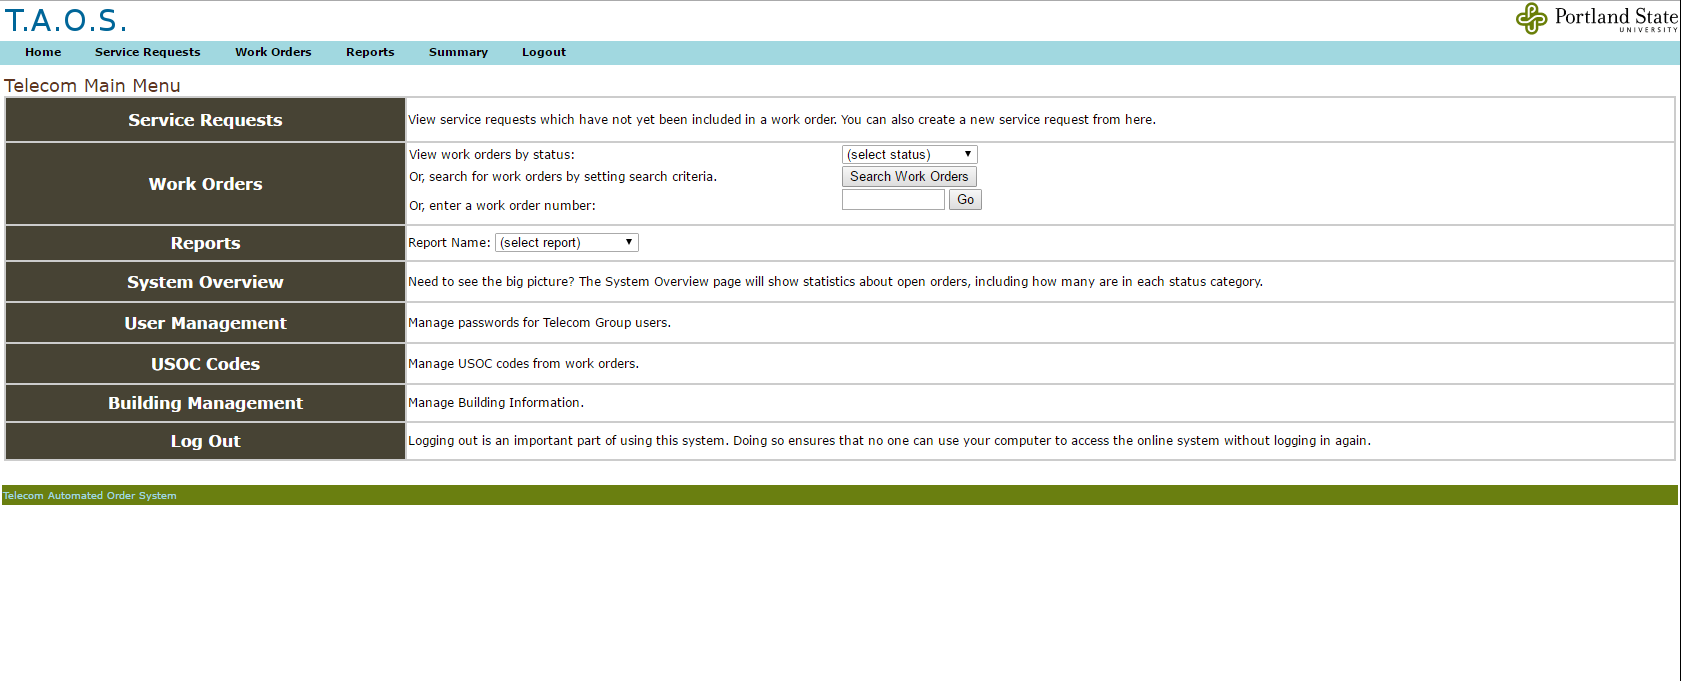 T.A.O.S.
Portland State
UNIVERSITY
Home Service Requests Work Orders Reports Summary Logout
Telecom Main Menu
Service Requests
View service requests which have not yet been included in a work order. You can also create a new service request from here.
Work Orders
View work orders by status: (select status)
Or, search for work orders by setting search criteria. Search Work Orders
Or, enter a work order number: Go
Reports
Report Name: (select report)
System Overview
Need to see the big picture? The System Overview page will show statistics about open orders, including how many are in each status category.
User Management
Manage passwords for Telecom Group users.
USOC Codes
Manage USOC codes from work orders.
Building Management
Manage Building Information.
Log Out
Logging out is an important part of using this system. Doing so ensures that no one can use your computer to access the online system without logging in again.
Telecom Automated Order System